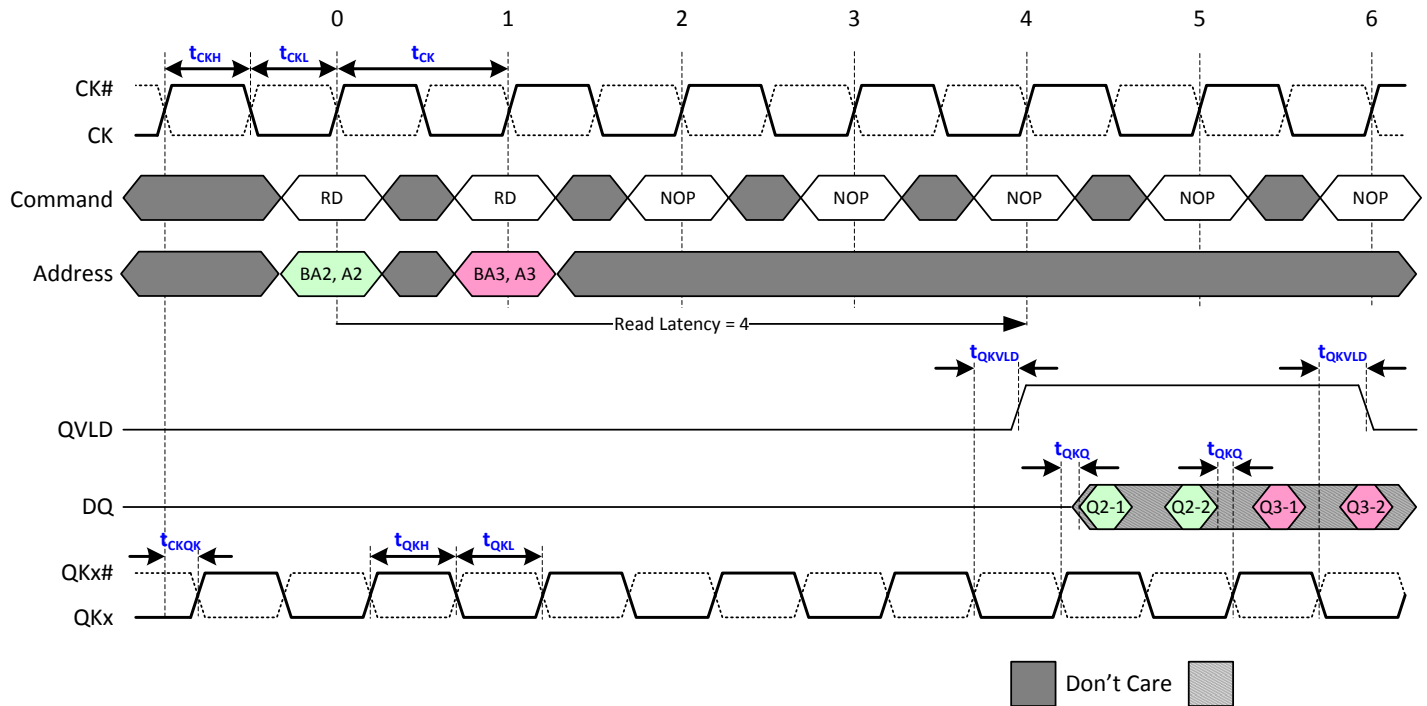 0 1 2 3 4 5 6
tCKH tCKL tCK
CK#
CK
Command RD RD NOP NOP NOP NOP NOP
Address BA2, A2 BA3, A3
Read Latency = 4
tQKVLD tQKVLD
QVLD
tQKQ tQKQ
DQ Q2-1 Q2-2 Q3-1 Q3-2
tCKQK tQKH tQKL
QKx#
QKx
Don't Care